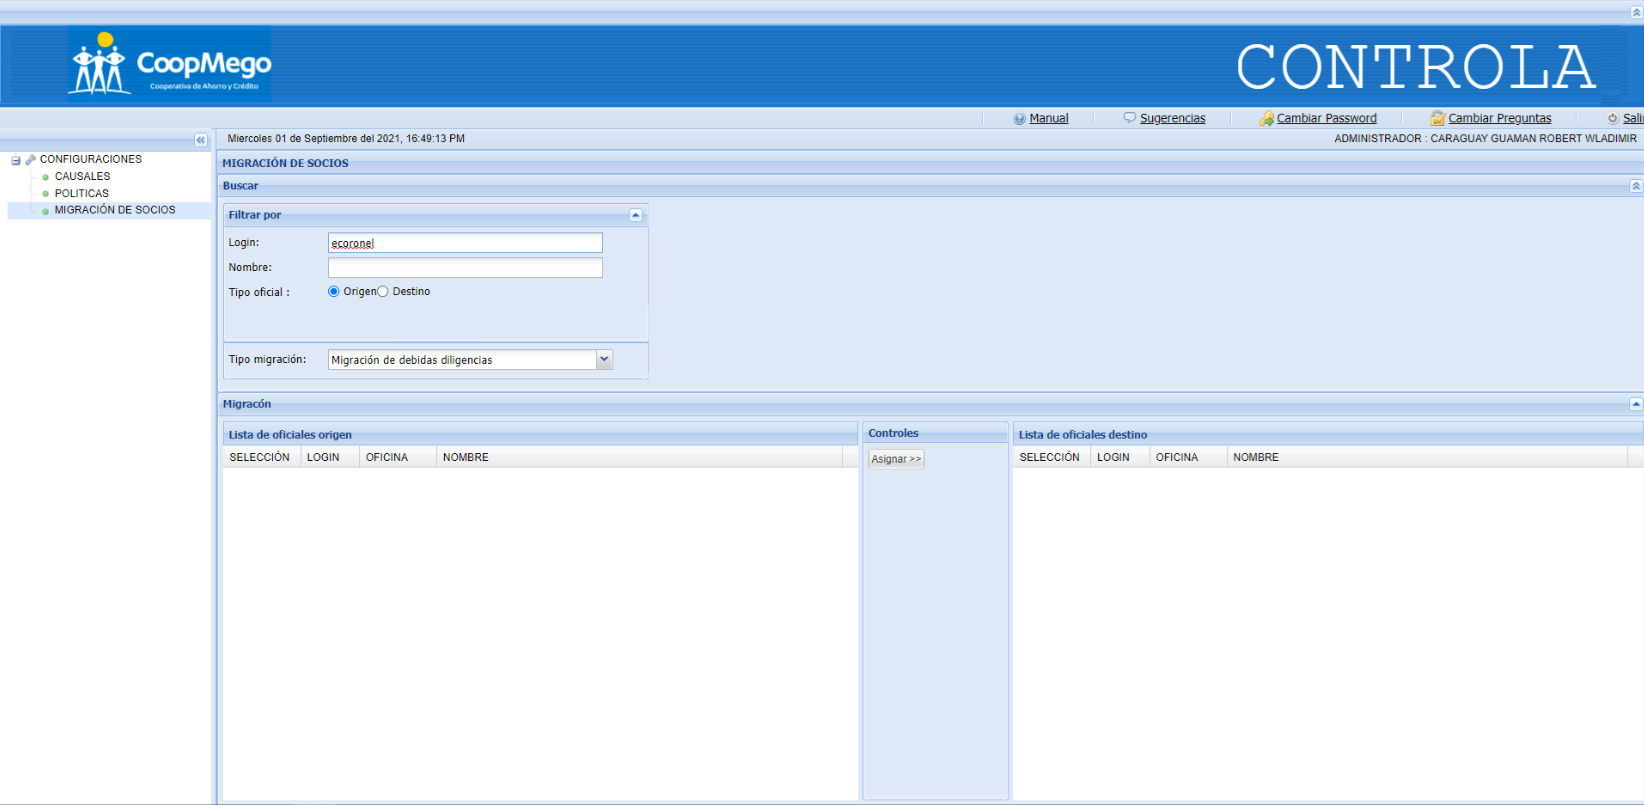 CoopMego
Cooperativa de Ahorro y Crédito
CONTROLA
Manual Sugerencias Cambiar Password Cambiar Preguntas Sali
Miercoles 01 de Septiembre del 2021, 16:49:13 PM
ADMINISTRADOR : CARAGUAY GUAMAN ROBERT WLADIMIR
CONFIGURACIONES
CAUSALES
POLITICAS
MIGRACIÓN DE SOCIOS
MIGRACIÓN DE SOCIOS
Buscar
Filtrar por
Login: ecoronel
Nombre:
Tipo oficial : Origen Destino
Tipo migración: Migración de debidas diligencias
Migracón
Lista de oficiales origen
SELECCIÓN LOGIN OFICINA NOMBRE
Controles
Asignar >>
Lista de oficiales destino
SELECCIÓN LOGIN OFICINA NOMBRE